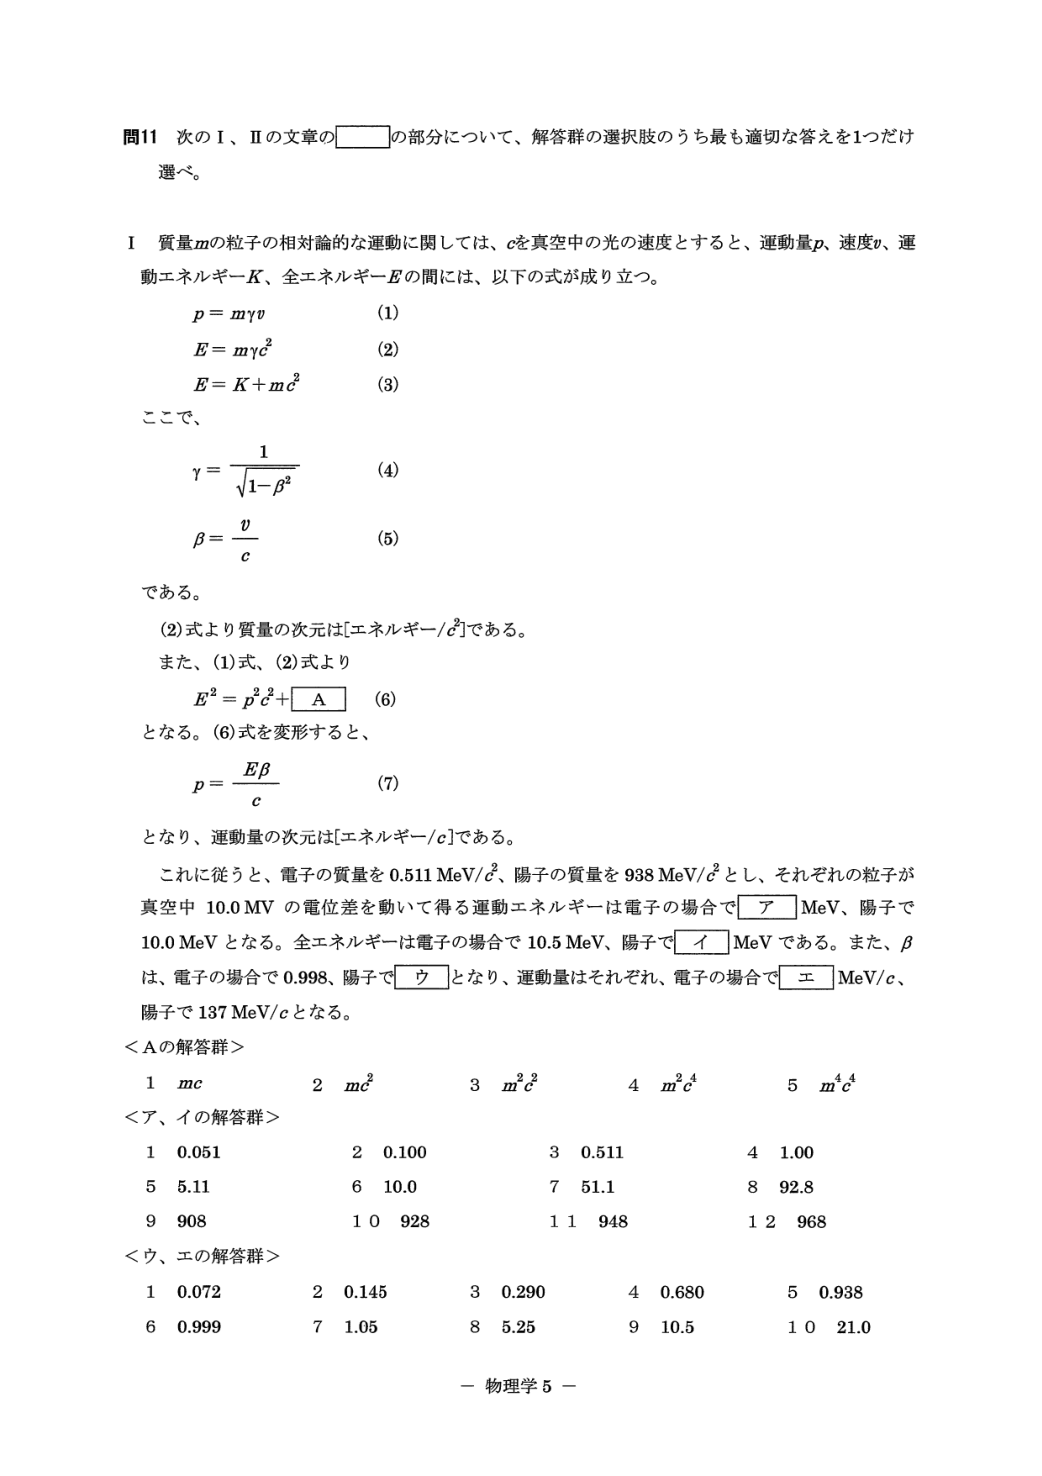 問11 次のⅠ、Ⅱの文章の の部分について、解答群の選択肢のうち最も適切な答えを1つだけ
選べ。
Ⅰ 質量mの粒子の相対論的な運動に関しては、cを真空中の光の速度とすると、運動量p、速度v、運
動エネルギーK、全エネルギーEの間には、以下の式が成り立つ。
p = mγv (1)
E = mγc² (2)
E = K+mc² (3)
ここで、
γ = 1/√(1−β²) (4)
β = v/c (5)
である。
(2)式より質量の次元は[エネルギー/c²]である。
また、(1)式、(2)式より
E² = p²c²+ A (6)
となる。(6)式を変形すると、
p = Eβ/c (7)
となり、運動量の次元は[エネルギー/c]である。
これに従うと、電子の質量を 0.511 MeV/c²、陽子の質量を 938 MeV/c² とし、それぞれの粒子が
真空中 10.0 MV の電位差を動いて得る運動エネルギーは電子の場合で ア MeV、陽子で
10.0 MeV となる。全エネルギーは電子の場合で 10.5 MeV、陽子で イ MeV である。また、β
は、電子の場合で 0.998、陽子で ウ となり、運動量はそれぞれ、電子の場合で エ MeV/c、
陽子で 137 MeV/c となる。
＜Aの解答群＞
1 mc 2 mc² 3 m²c² 4 m²c⁴ 5 m⁴c⁴
＜ア、イの解答群＞
1 0.051 2 0.100 3 0.511 4 1.00
5 5.11 6 10.0 7 51.1 8 92.8
9 908 10 928 11 948 12 968
＜ウ、エの解答群＞
1 0.072 2 0.145 3 0.290 4 0.680 5 0.938
6 0.999 7 1.05 8 5.25 9 10.5 10 21.0
－ 物理学 5 －